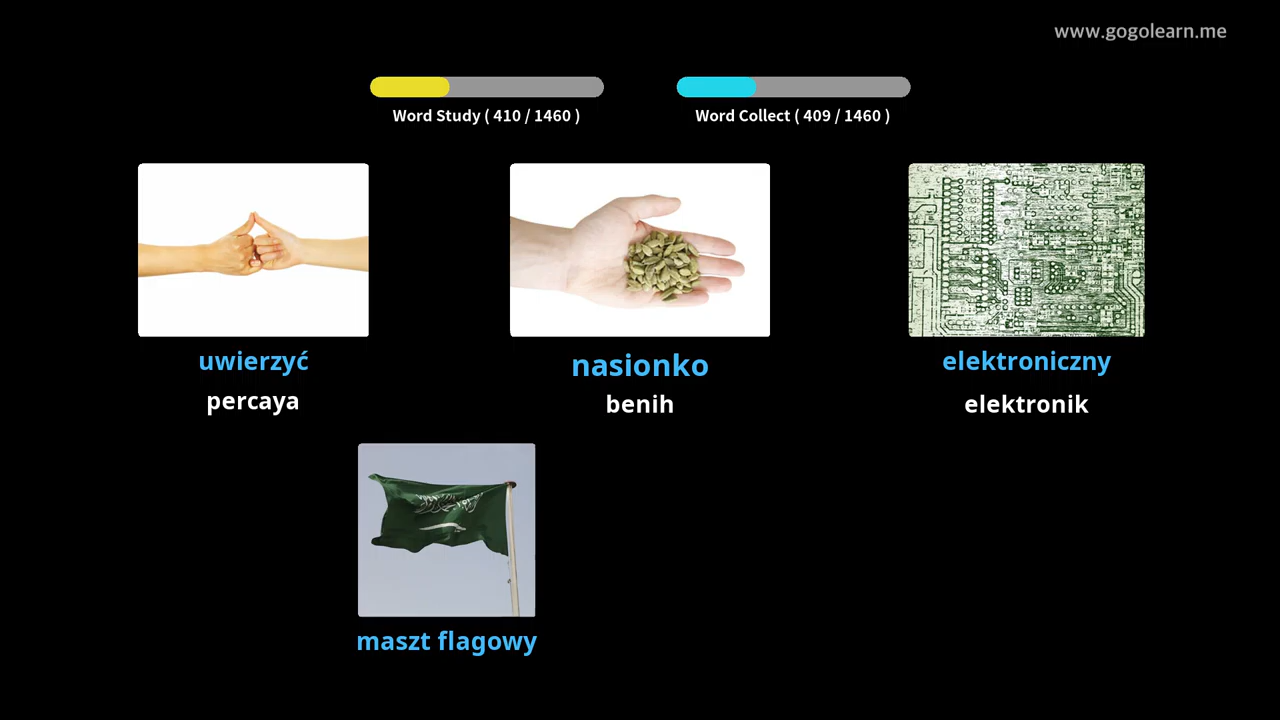 www.gogolearn.me
Word Study ( 410 / 1460 )
Word Collect ( 409 / 1460 )
uwierzyć
percaya
nasionko
benih
elektroniczny
elektronik
maszt flagowy